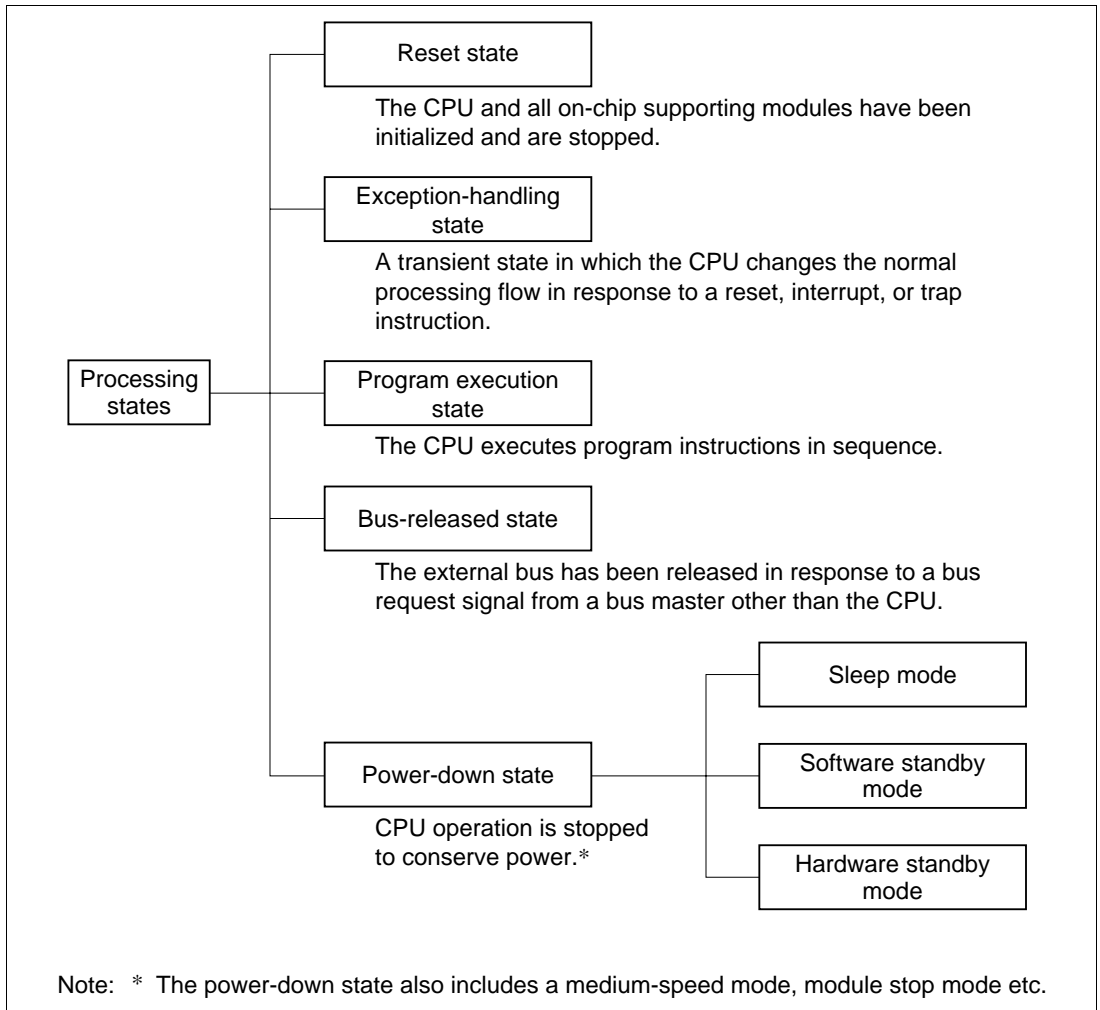 Reset state
The CPU and all on-chip supporting modules have been
initialized and are stopped.
Exception-handling
state
A transient state in which the CPU changes the normal
processing flow in response to a reset, interrupt, or trap
instruction.
Processing
states
Program execution
state
The CPU executes program instructions in sequence.
Bus-released state
The external bus has been released in response to a bus
request signal from a bus master other than the CPU.
Sleep mode
Power-down state
CPU operation is stopped
to conserve power.*
Software standby
mode
Hardware standby
mode
Note: * The power-down state also includes a medium-speed mode, module stop mode etc.